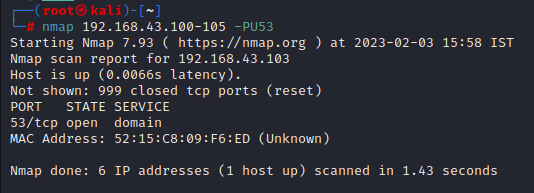 ┌──(root㉿kali)-[~]
└─# nmap 192.168.43.100-105 -PU53
Starting Nmap 7.93 ( https://nmap.org ) at 2023-02-03 15:58 IST
Nmap scan report for 192.168.43.103
Host is up (0.0066s latency).
Not shown: 999 closed tcp ports (reset)
PORT   STATE SERVICE
53/tcp open  domain
MAC Address: 52:15:C8:09:F6:ED (Unknown)
Nmap done: 6 IP addresses (1 host up) scanned in 1.43 seconds